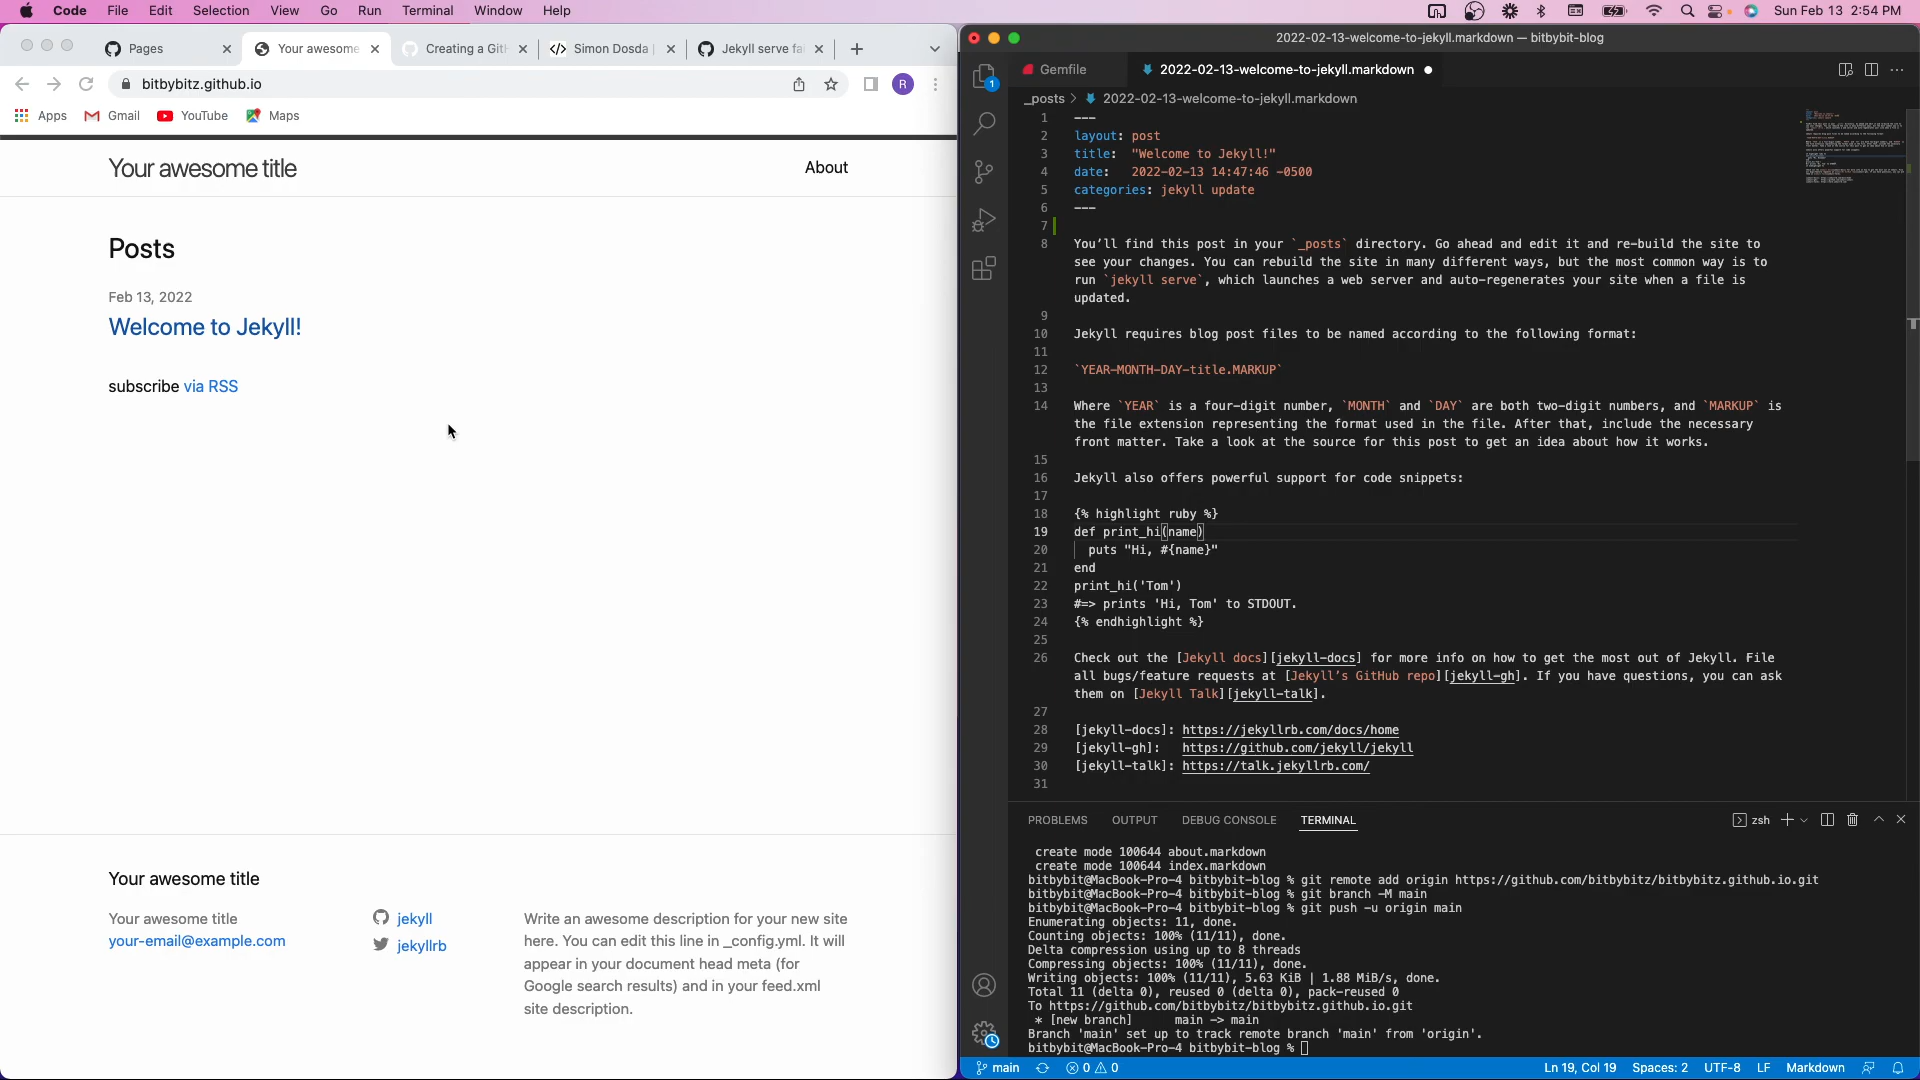 Code File Edit Selection View Go Run Terminal Window Help
Sun Feb 13 2:54 PM
Pages
Your awesome
Creating a Git
Simon Dosda |
Jekyll serve fa
bitbybitz.github.io
R
Apps Gmail YouTube Maps
Your awesome title
About
Posts
Feb 13, 2022
Welcome to Jekyll!
subscribe via RSS
Your awesome title
Your awesome title
your-email@example.com
jekyll
jekyllrb
Write an awesome description for your new site
here. You can edit this line in _config.yml. It will
appear in your document head meta (for
Google search results) and in your feed.xml
site description.
2022-02-13-welcome-to-jekyll.markdown — bitbybit-blog
1
Gemfile
2022-02-13-welcome-to-jekyll.markdown
_posts > 2022-02-13-welcome-to-jekyll.markdown
1 ---
2 layout: post
3 title:  "Welcome to Jekyll!"
4 date:   2022-02-13 14:47:46 -0500
5 categories: jekyll update
6 ---
7
8 You’ll find this post in your `_posts` directory. Go ahead and edit it and re-build the site to
see your changes. You can rebuild the site in many different ways, but the most common way is to
run `jekyll serve`, which launches a web server and auto-regenerates your site when a file is
updated.
9
10 Jekyll requires blog post files to be named according to the following format:
11
12 `YEAR-MONTH-DAY-title.MARKUP`
13
14 Where `YEAR` is a four-digit number, `MONTH` and `DAY` are both two-digit numbers, and `MARKUP` is
the file extension representing the format used in the file. After that, include the necessary
front matter. Take a look at the source for this post to get an idea about how it works.
15
16 Jekyll also offers powerful support for code snippets:
17
18 {% highlight ruby %}
19 def print_hi(name)
20   puts "Hi, #{name}"
21 end
22 print_hi('Tom')
23 #=> prints 'Hi, Tom' to STDOUT.
24 {% endhighlight %}
25
26 Check out the [Jekyll docs][jekyll-docs] for more info on how to get the most out of Jekyll. File
all bugs/feature requests at [Jekyll’s GitHub repo][jekyll-gh]. If you have questions, you can ask
them on [Jekyll Talk][jekyll-talk].
27
28 [jekyll-docs]: https://jekyllrb.com/docs/home
29 [jekyll-gh]:   https://github.com/jekyll/jekyll
30 [jekyll-talk]: https://talk.jekyllrb.com/
31
PROBLEMS OUTPUT DEBUG CONSOLE TERMINAL
zsh
create mode 100644 about.markdown
create mode 100644 index.markdown
bitbybit@MacBook-Pro-4 bitbybit-blog % git remote add origin https://github.com/bitbybitz/bitbybitz.github.io.git
bitbybit@MacBook-Pro-4 bitbybit-blog % git branch -M main
bitbybit@MacBook-Pro-4 bitbybit-blog % git push -u origin main
Enumerating objects: 11, done.
Counting objects: 100% (11/11), done.
Delta compression using up to 8 threads
Compressing objects: 100% (11/11), done.
Writing objects: 100% (11/11), 5.63 KiB | 1.88 MiB/s, done.
Total 11 (delta 0), reused 0 (delta 0), pack-reused 0
To https://github.com/bitbybitz/bitbybitz.github.io.git
* [new branch]      main -> main
Branch 'main' set up to track remote branch 'main' from 'origin'.
bitbybit@MacBook-Pro-4 bitbybit-blog %
main 0 0
Ln 19, Col 19 Spaces: 2 UTF-8 LF Markdown